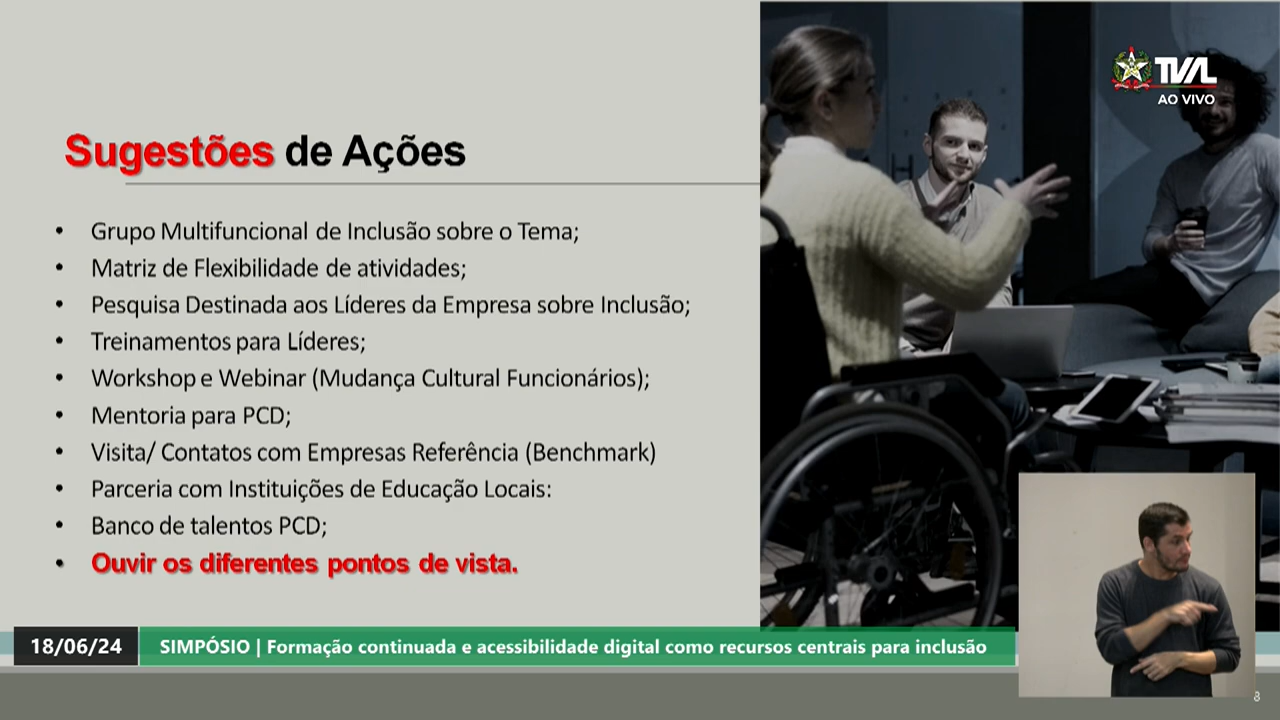 TVAL
AO VIVO
Sugestões de Ações
• Grupo Multifuncional de Inclusão sobre o Tema;
• Matriz de Flexibilidade de atividades;
• Pesquisa Destinada aos Líderes da Empresa sobre Inclusão;
• Treinamentos para Líderes;
• Workshop e Webinar (Mudança Cultural Funcionários);
• Mentoria para PCD;
• Visita/ Contatos com Empresas Referência (Benchmark)
• Parceria com Instituições de Educação Locais:
• Banco de talentos PCD;
• Ouvir os diferentes pontos de vista.
18/06/24
SIMPÓSIO | Formação continuada e acessibilidade digital como recursos centrais para inclusão